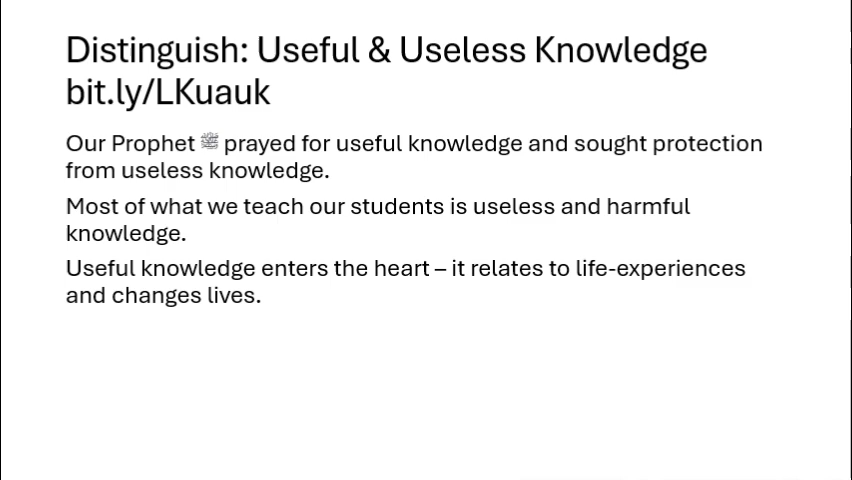 Distinguish: Useful & Useless Knowledge
bit.ly/LKuauk
Our Prophet ﷺ prayed for useful knowledge and sought protection
from useless knowledge.
Most of what we teach our students is useless and harmful
knowledge.
Useful knowledge enters the heart – it relates to life-experiences
and changes lives.